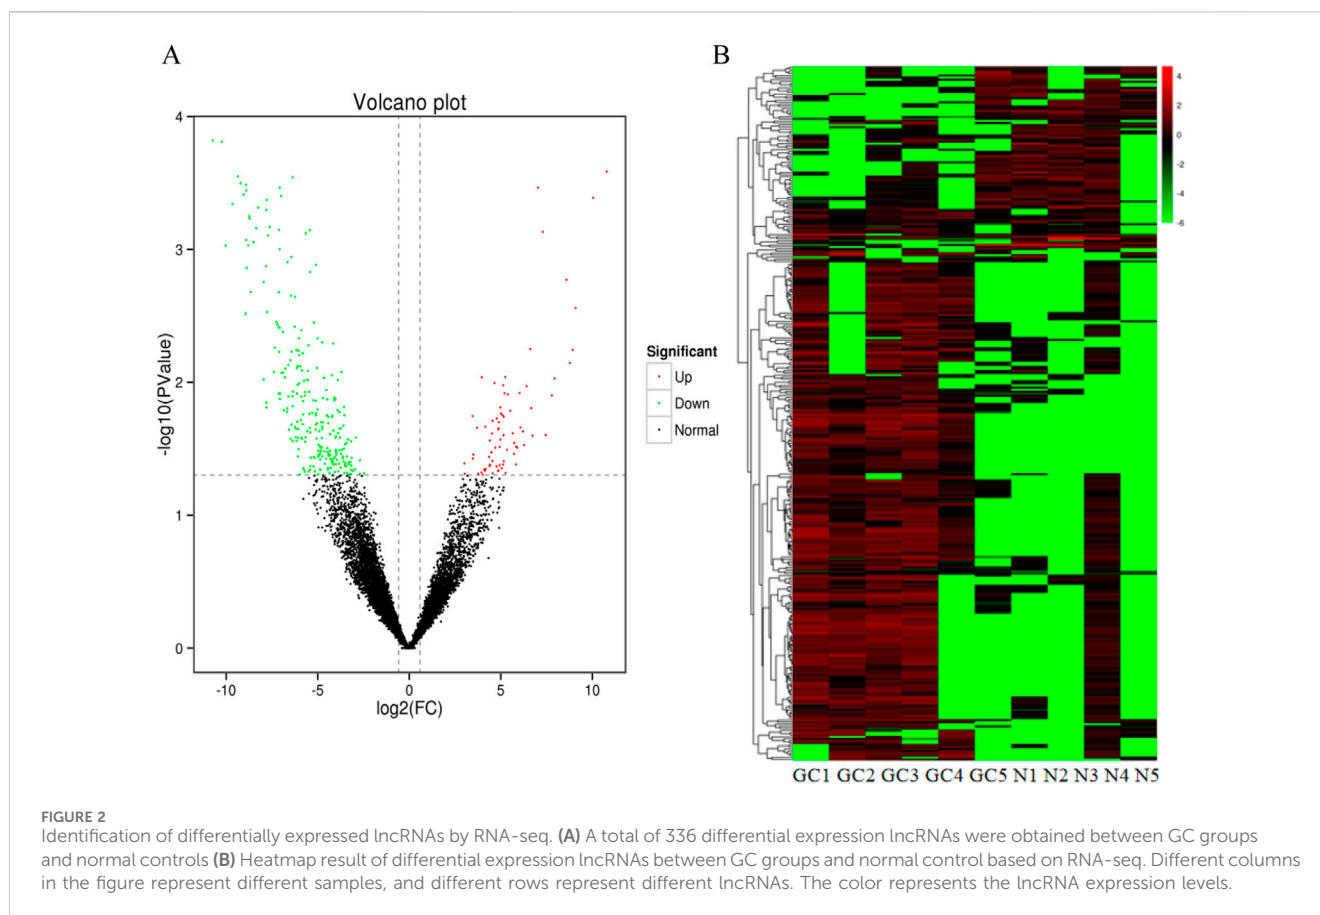 A
B
Volcano plot
4
3
2
1
0
-log10(PValue)
-10
-5
0
5
10
log2(FC)
Significant
Up
Down
Normal
4
2
0
-2
-4
-6
GC1 GC2 GC3 GC4 GC5 N1 N2 N3 N4 N5
FIGURE 2
Identification of differentially expressed lncRNAs by RNA-seq. (A) A total of 336 differential expression lncRNAs were obtained between GC groups
and normal controls (B) Heatmap result of differential expression lncRNAs between GC groups and normal control based on RNA-seq. Different columns
in the figure represent different samples, and different rows represent different lncRNAs. The color represents the lncRNA expression levels.